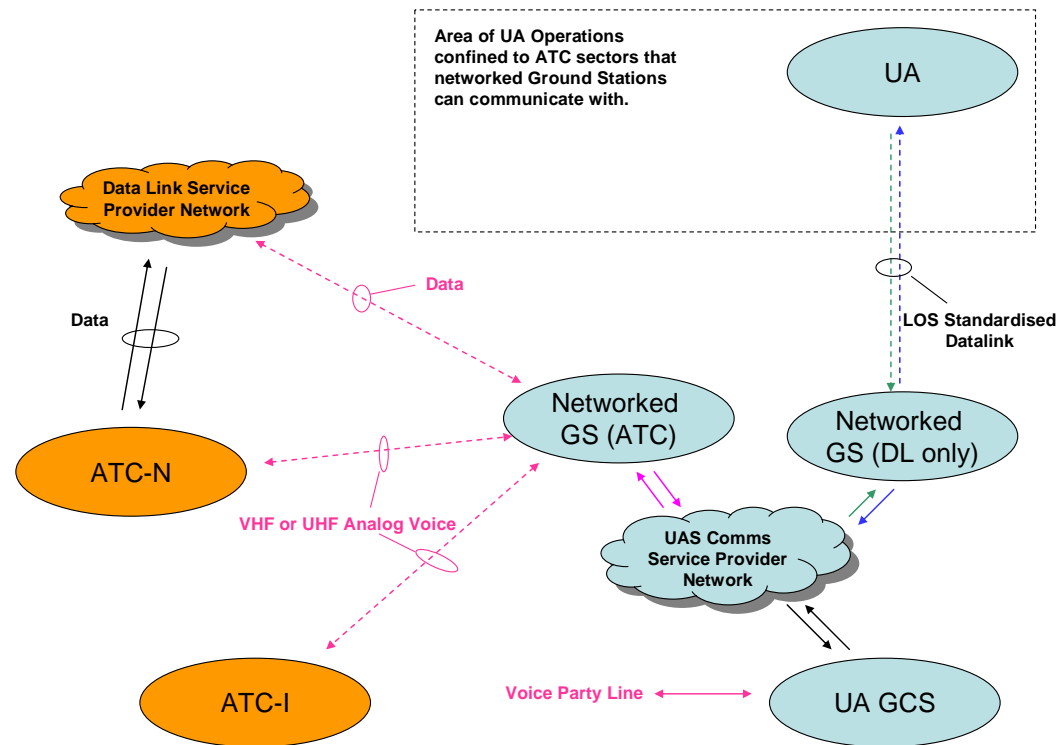 Area of UA Operations
confined to ATC sectors that
networked Ground Stations
can communicate with.
UA
Data Link Service
Provider Network
Data
Data
LOS Standardised
Datalink
Networked
GS (ATC)
Networked
GS (DL only)
ATC-N
VHF or UHF Analog Voice
UAS Comms
Service Provider
Network
ATC-I
Voice Party Line
UA GCS